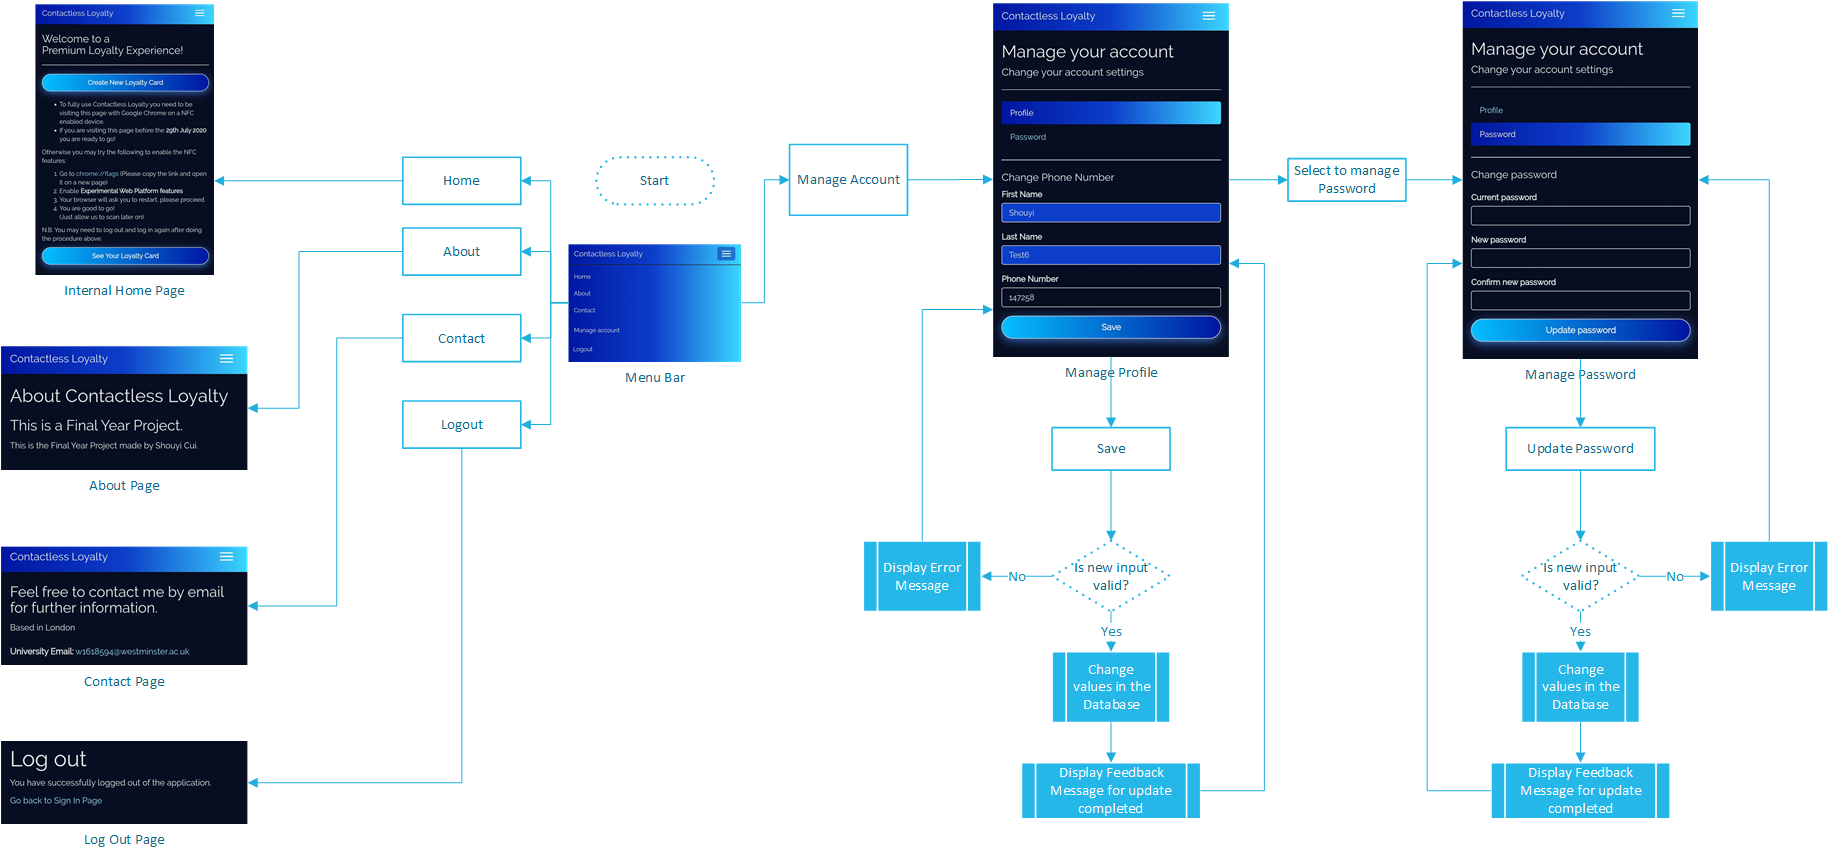 Contactless Loyalty
Welcome to a
Premium Loyalty Experience!
Create New Loyalty Card
To fully use Contactless Loyalty you need to be
visiting this page with Google Chrome on a NFC
enabled device.
If you are visiting this page before the 29th July 2020
you are ready to go!
Otherwise you may try the following to enable the NFC
features:
1. Go to chrome://flags (Please copy the link and open
it on a new page)
2. Enable Experimental Web Platform features
3. Your browser will ask you to restart, please proceed.
4. You are good to go!
(Just allow us to scan later on)
N.B. You may need to log out and log in again after doing
the procedure above.
See Your Loyalty Card
Internal Home Page
Contactless Loyalty
About Contactless Loyalty
This is a Final Year Project.
This is the Final Year Project made by Shouyi Cui.
About Page
Contactless Loyalty
Feel free to contact me by email
for further information.
Based in London
University Email: w1618594@westminster.ac.uk
Contact Page
Log out
You have successfully logged out of the application.
Go back to Sign In Page
Log Out Page
Home
About
Contact
Logout
Start
Contactless Loyalty
Home
About
Contact
Manage account
Logout
Menu Bar
Manage Account
Contactless Loyalty
Manage your account
Change your account settings
Profile
Password
Change Phone Number
First Name
Shouyi
Last Name
Test6
Phone Number
147258
Save
Manage Profile
Save
Is new input
valid?
No
Display Error
Message
Yes
Change
values in the
Database
Display Feedback
Message for update
completed
Select to manage
Password
Contactless Loyalty
Manage your account
Change your account settings
Profile
Password
Change password
Current password
New password
Confirm new password
Update password
Manage Password
Update Password
Is new input
valid?
No
Display Error
Message
Yes
Change
values in the
Database
Display Feedback
Message for update
completed